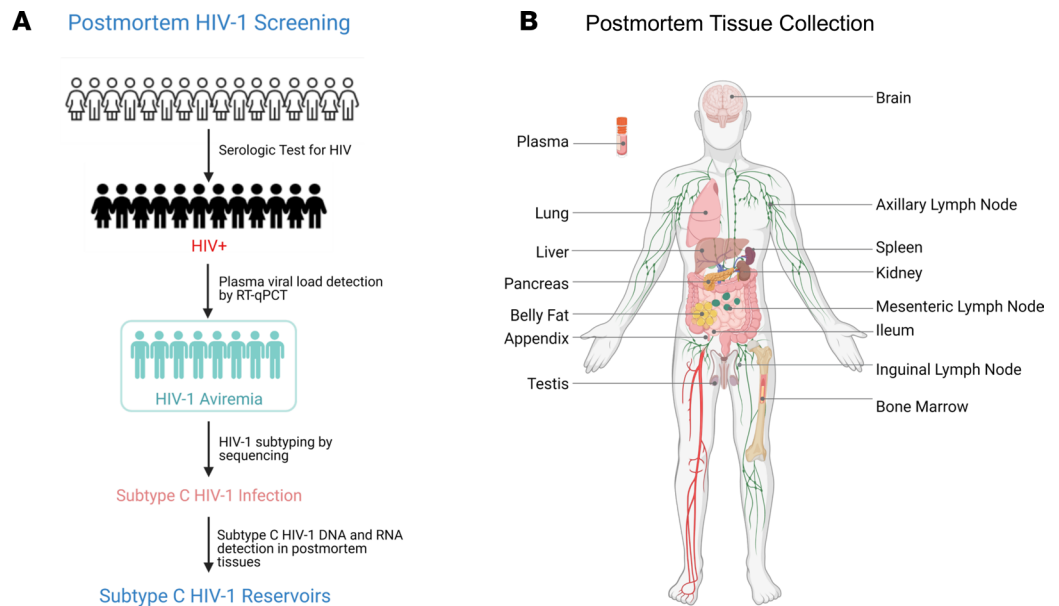 A
Postmortem HIV-1 Screening
Serologic Test for HIV
HIV+
Plasma viral load detection
by RT-qPCT
HIV-1 Aviremia
HIV-1 subtyping by
sequencing
Subtype C HIV-1 Infection
Subtype C HIV-1 DNA and RNA
detection in postmortem
tissues
Subtype C HIV-1 Reservoirs
B
Postmortem Tissue Collection
Plasma
Lung
Liver
Pancreas
Belly Fat
Appendix
Testis
Brain
Axillary Lymph Node
Spleen
Kidney
Mesenteric Lymph Node
Ileum
Inguinal Lymph Node
Bone Marrow